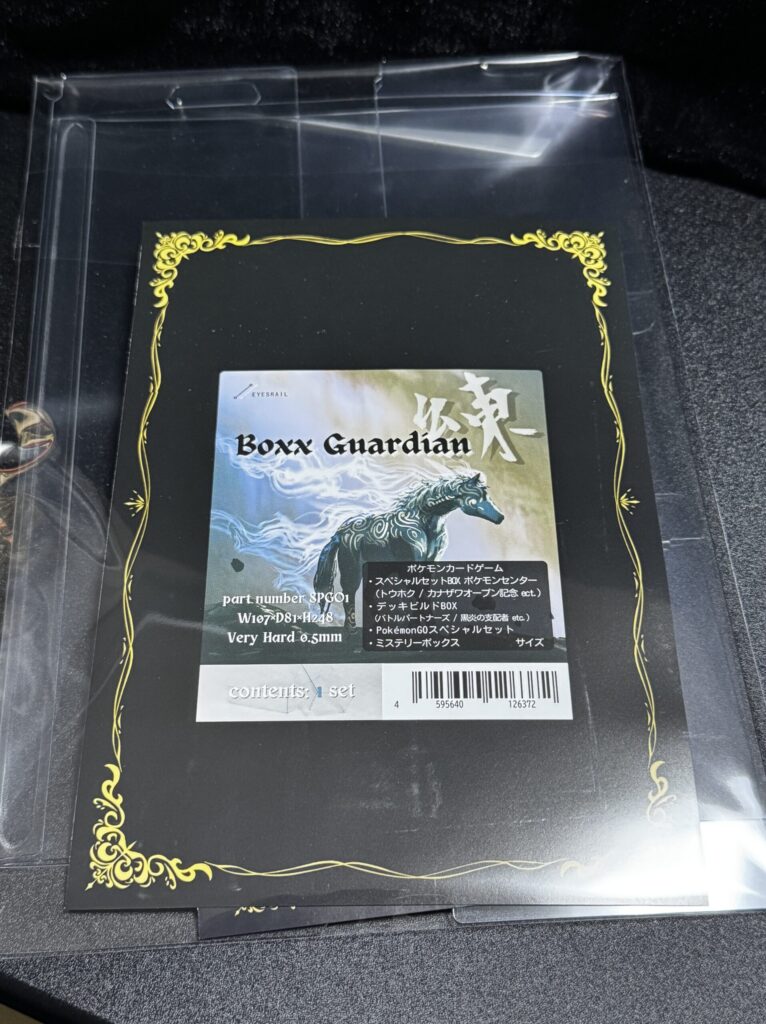 EYESRAIL
Boxx Guardian
ポケモンカードゲーム
・スペシャルセットBOX ポケモンセンター
（トウホク / カナザワオープン記念 ect.）
・デッキビルドBOX
（バトルパートナーズ / 黒炎の支配者 etc.）
・PokémonGOスペシャルセット
・ミステリーボックス サイズ
part number SPG01
W107*D81*H248
Very Hard 0.5mm
contents: 1 set
4 595640 126372